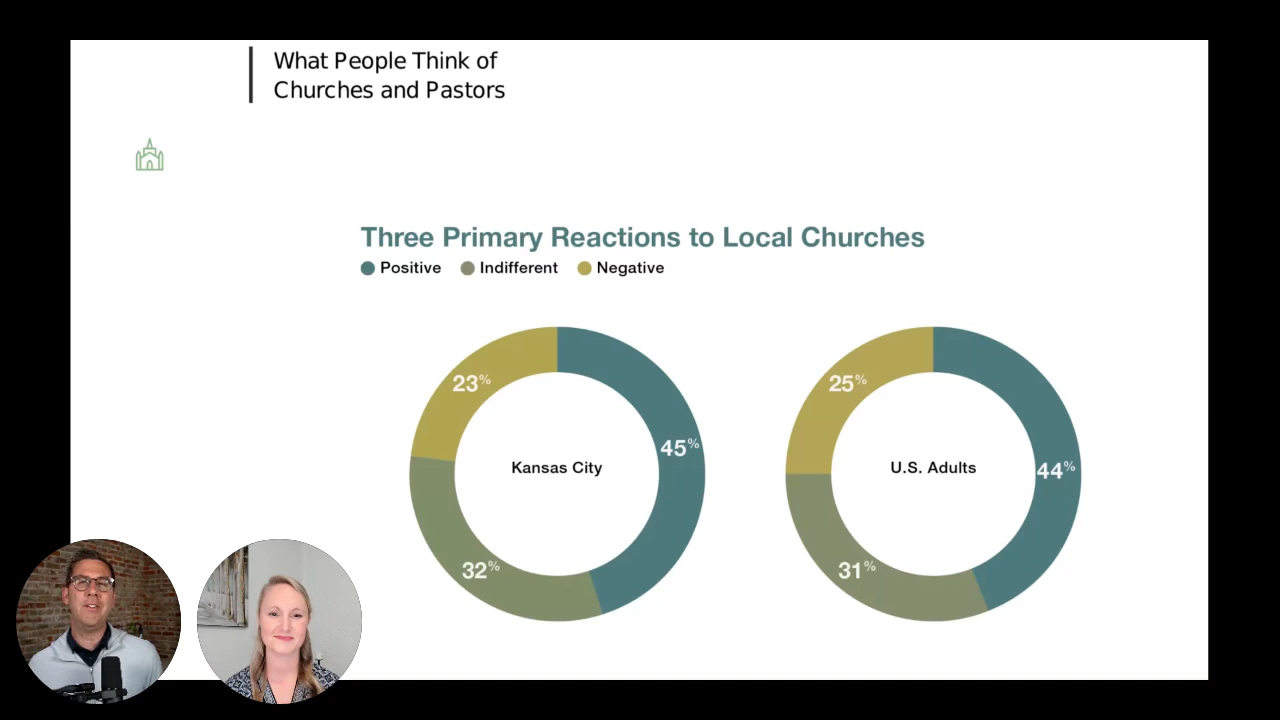 What People Think of
Churches and Pastors
Three Primary Reactions to Local Churches
Positive Indifferent Negative
23%
45%
Kansas City
32%
25%
44%
U.S. Adults
31%